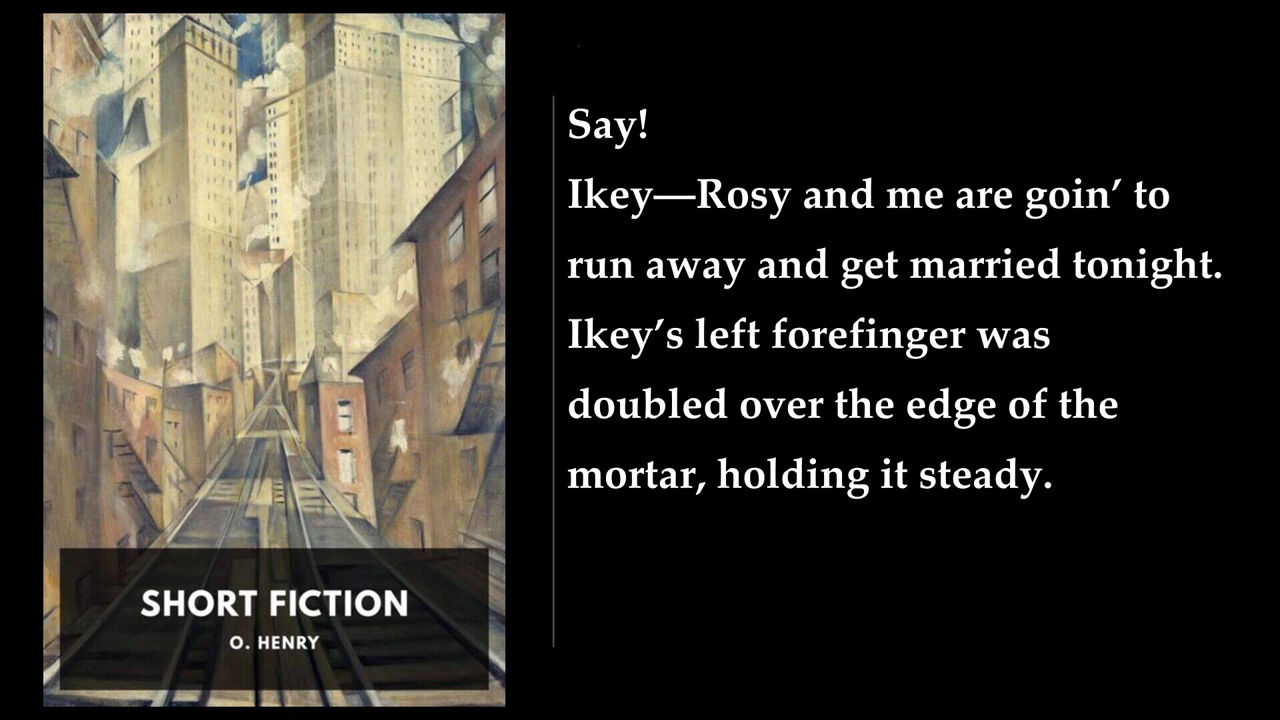 Say!
Ikey—Rosy and me are goin’ to
run away and get married tonight.
Ikey’s left forefinger was
doubled over the edge of the
mortar, holding it steady.
SHORT FICTION
O. HENRY